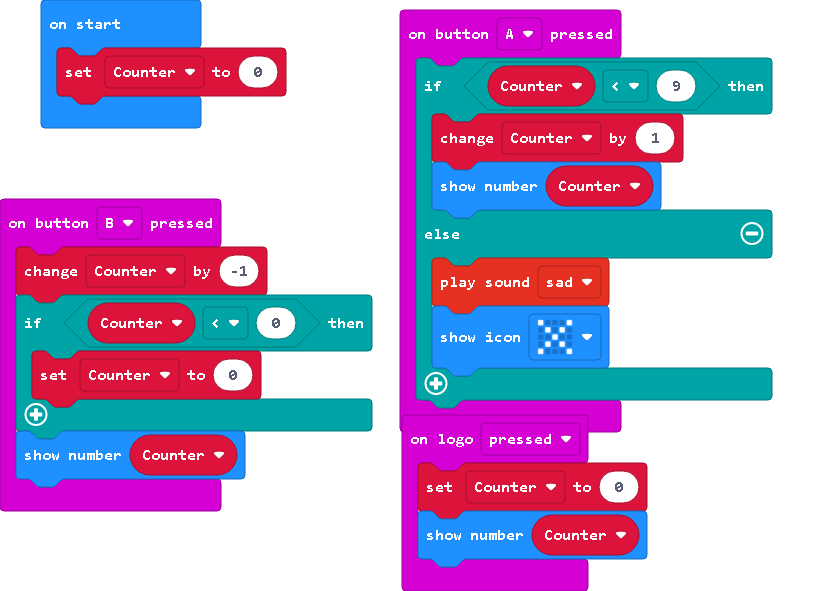 on start
set Counter to 0
on button A pressed
if Counter < 9 then
change Counter by 1
show number Counter
else
play sound sad
show icon
on button B pressed
change Counter by -1
if Counter < 0 then
set Counter to 0
show number Counter
on logo pressed
set Counter to 0
show number Counter